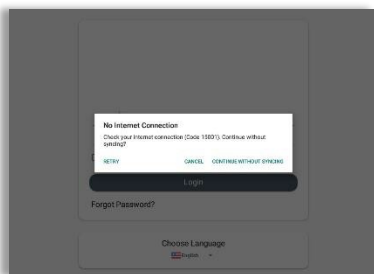 No Internet Connection
Check your internet connection (Code 15001). Continue without
syncing?
RETRY
CANCEL
CONTINUE WITHOUT SYNCING
Login
Forgot Password?
Choose Language
English